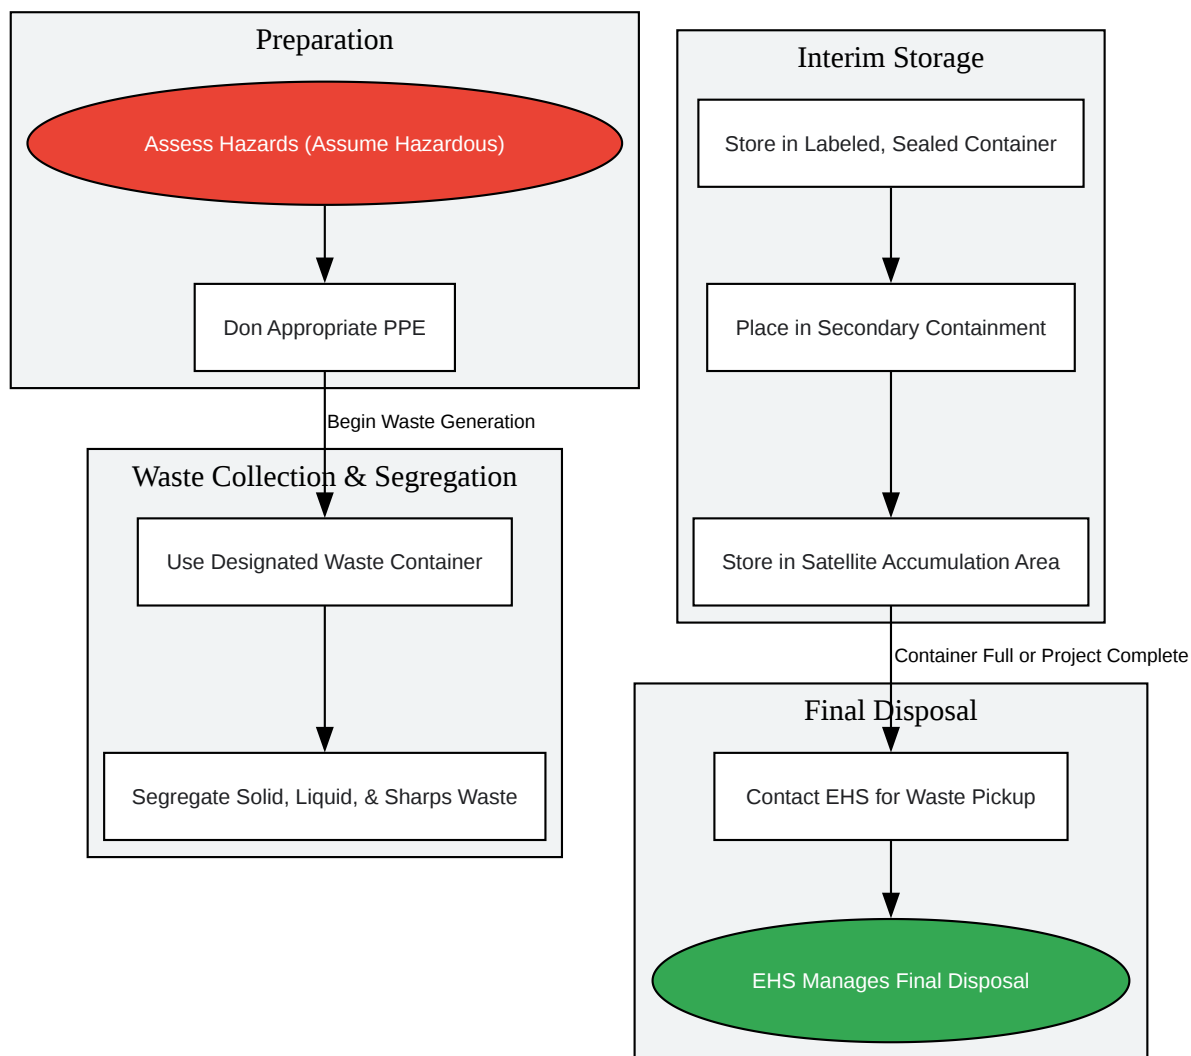 Preparation
Assess Hazards (Assume Hazardous)
Don Appropriate PPE
Begin Waste Generation
Waste Collection & Segregation
Use Designated Waste Container
Segregate Solid, Liquid, & Sharps Waste
Interim Storage
Store in Labeled, Sealed Container
Place in Secondary Containment
Store in Satellite Accumulation Area
Container Full or Project Complete
Final Disposal
Contact EHS for Waste Pickup
EHS Manages Final Disposal